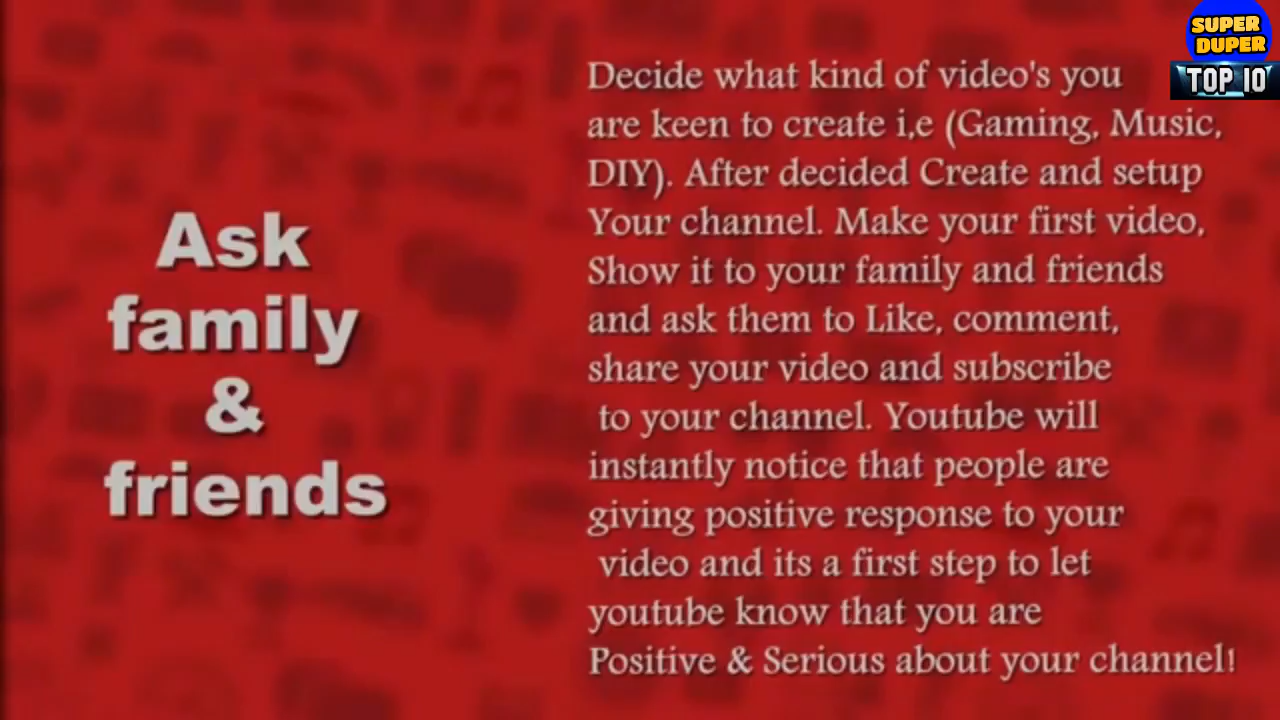 SUPER
DUPER
TOP 10
Ask
family
&
friends
Decide what kind of video's you
are keen to create i,e (Gaming, Music,
DIY). After decided Create and setup
Your channel. Make your first video,
Show it to your family and friends
and ask them to Like, comment,
share your video and subscribe
to your channel. Youtube will
instantly notice that people are
giving positive response to your
video and its a first step to let
youtube know that you are
Positive & Serious about your channel!